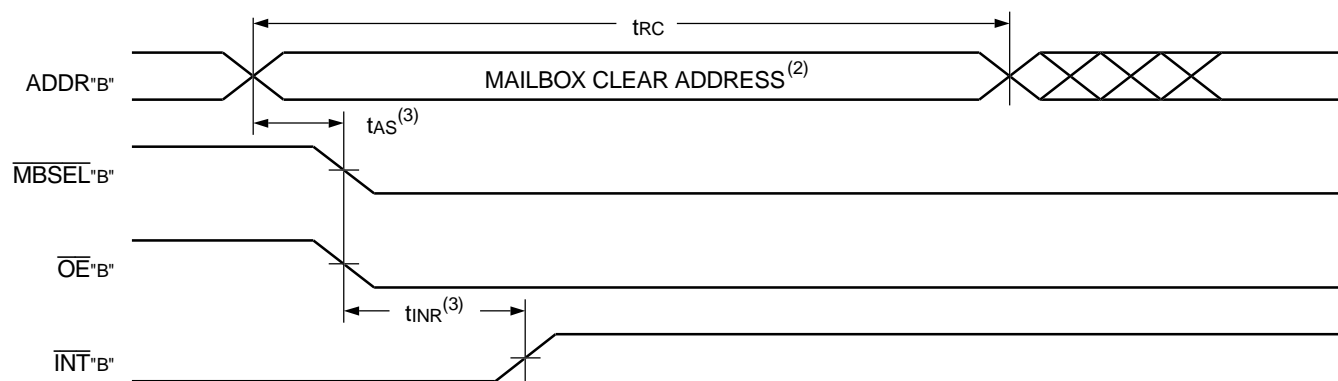 tRC
ADDR"B"
MAILBOX CLEAR ADDRESS(2)
tAS(3)
MBSEL"B"
OE"B"
tINR(3)
INT"B"